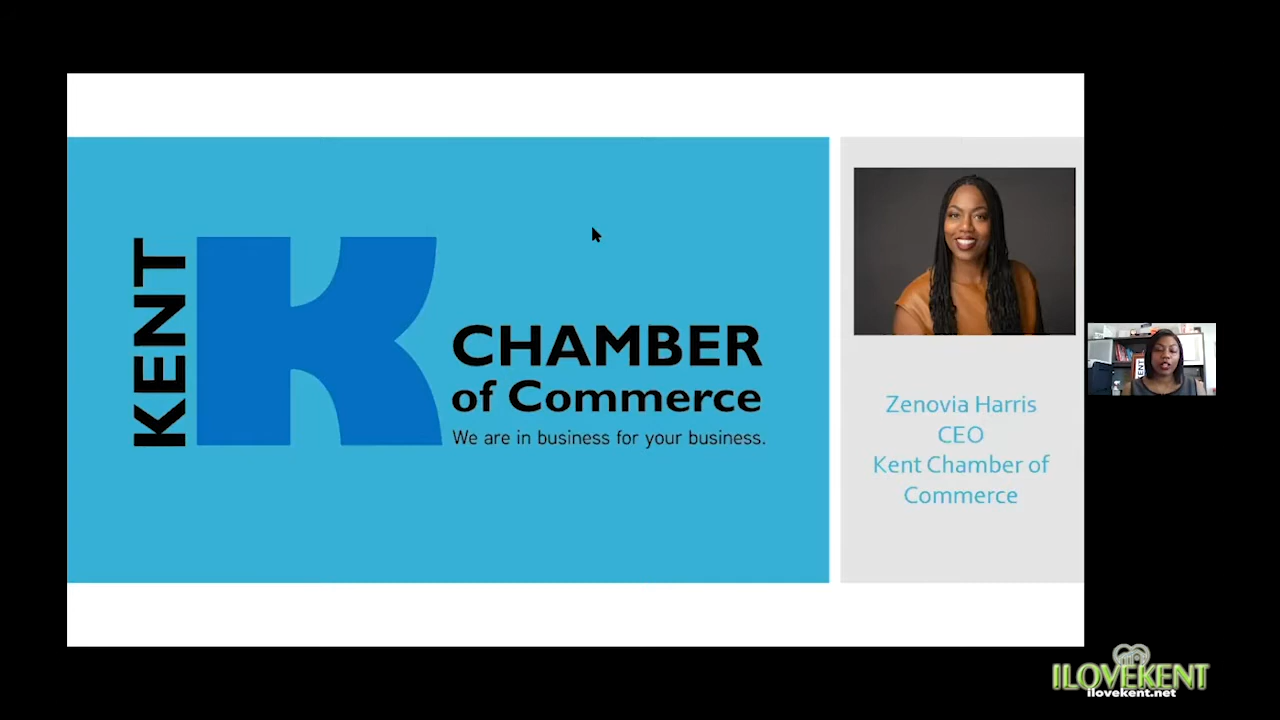 KENT
K
CHAMBER
of Commerce
We are in business for your business.
Zenovia Harris
CEO
Kent Chamber of
Commerce
KENT
ILOVEKENT
ilovekent.net